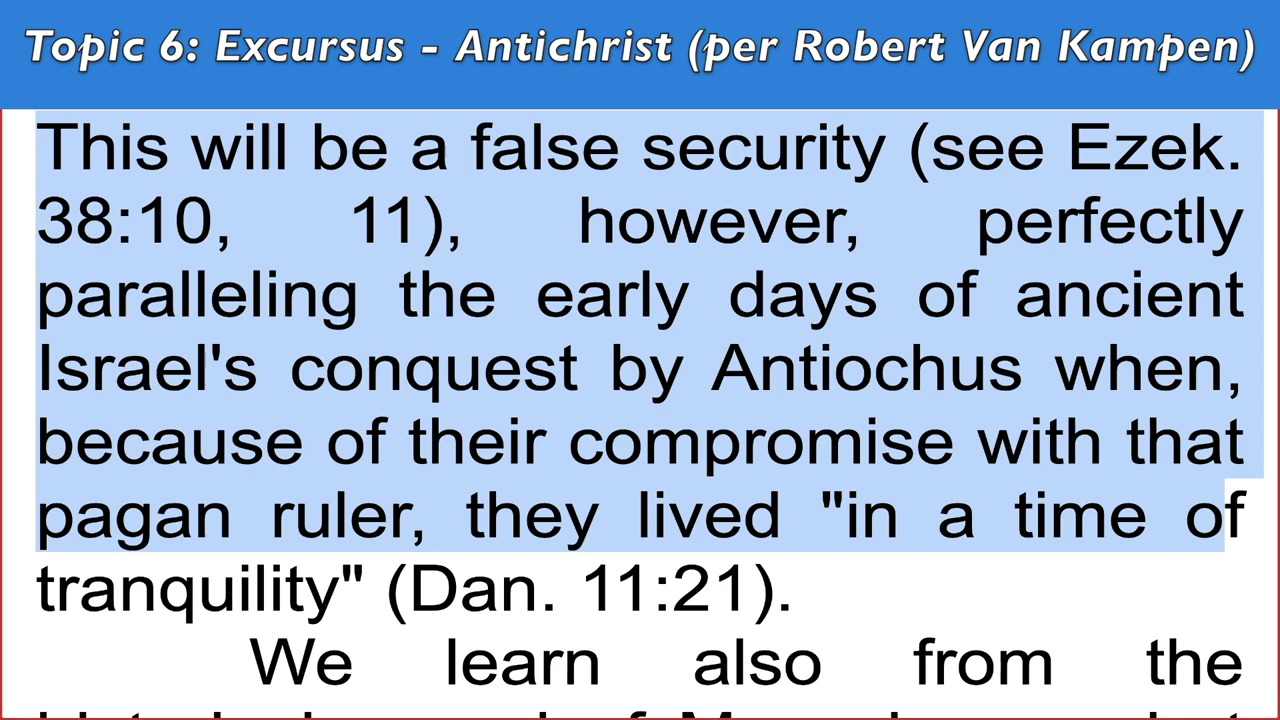 Topic 6: Excursus - Antichrist (per Robert Van Kampen)
This will be a false security (see Ezek.
38:10, 11), however, perfectly
paralleling the early days of ancient
Israel's conquest by Antiochus when,
because of their compromise with that
pagan ruler, they lived "in a time of
tranquility" (Dan. 11:21).
We learn also from the